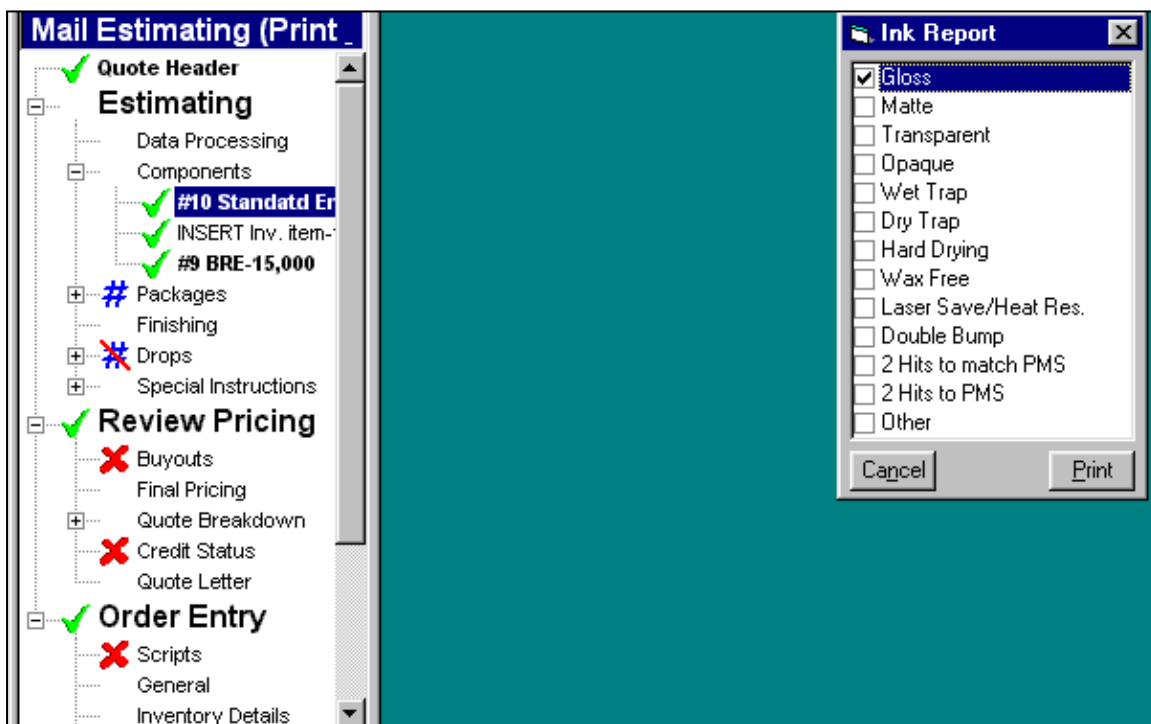 Mail Estimating (Print _
Quote Header
Estimating
Data Processing
Components
#10 Standatd Er
INSERT Inv. item-
#9 BRE-15,000
# Packages
Finishing
# Drops
Special Instructions
Review Pricing
Buyouts
Final Pricing
Quote Breakdown
Credit Status
Quote Letter
Order Entry
Scripts
General
Inventory Details
Ink Report
Gloss
Matte
Transparent
Opaque
Wet Trap
Dry Trap
Hard Drying
Wax Free
Laser Save/Heat Res.
Double Bump
2 Hits to match PMS
2 Hits to PMS
Other
Cancel
Print